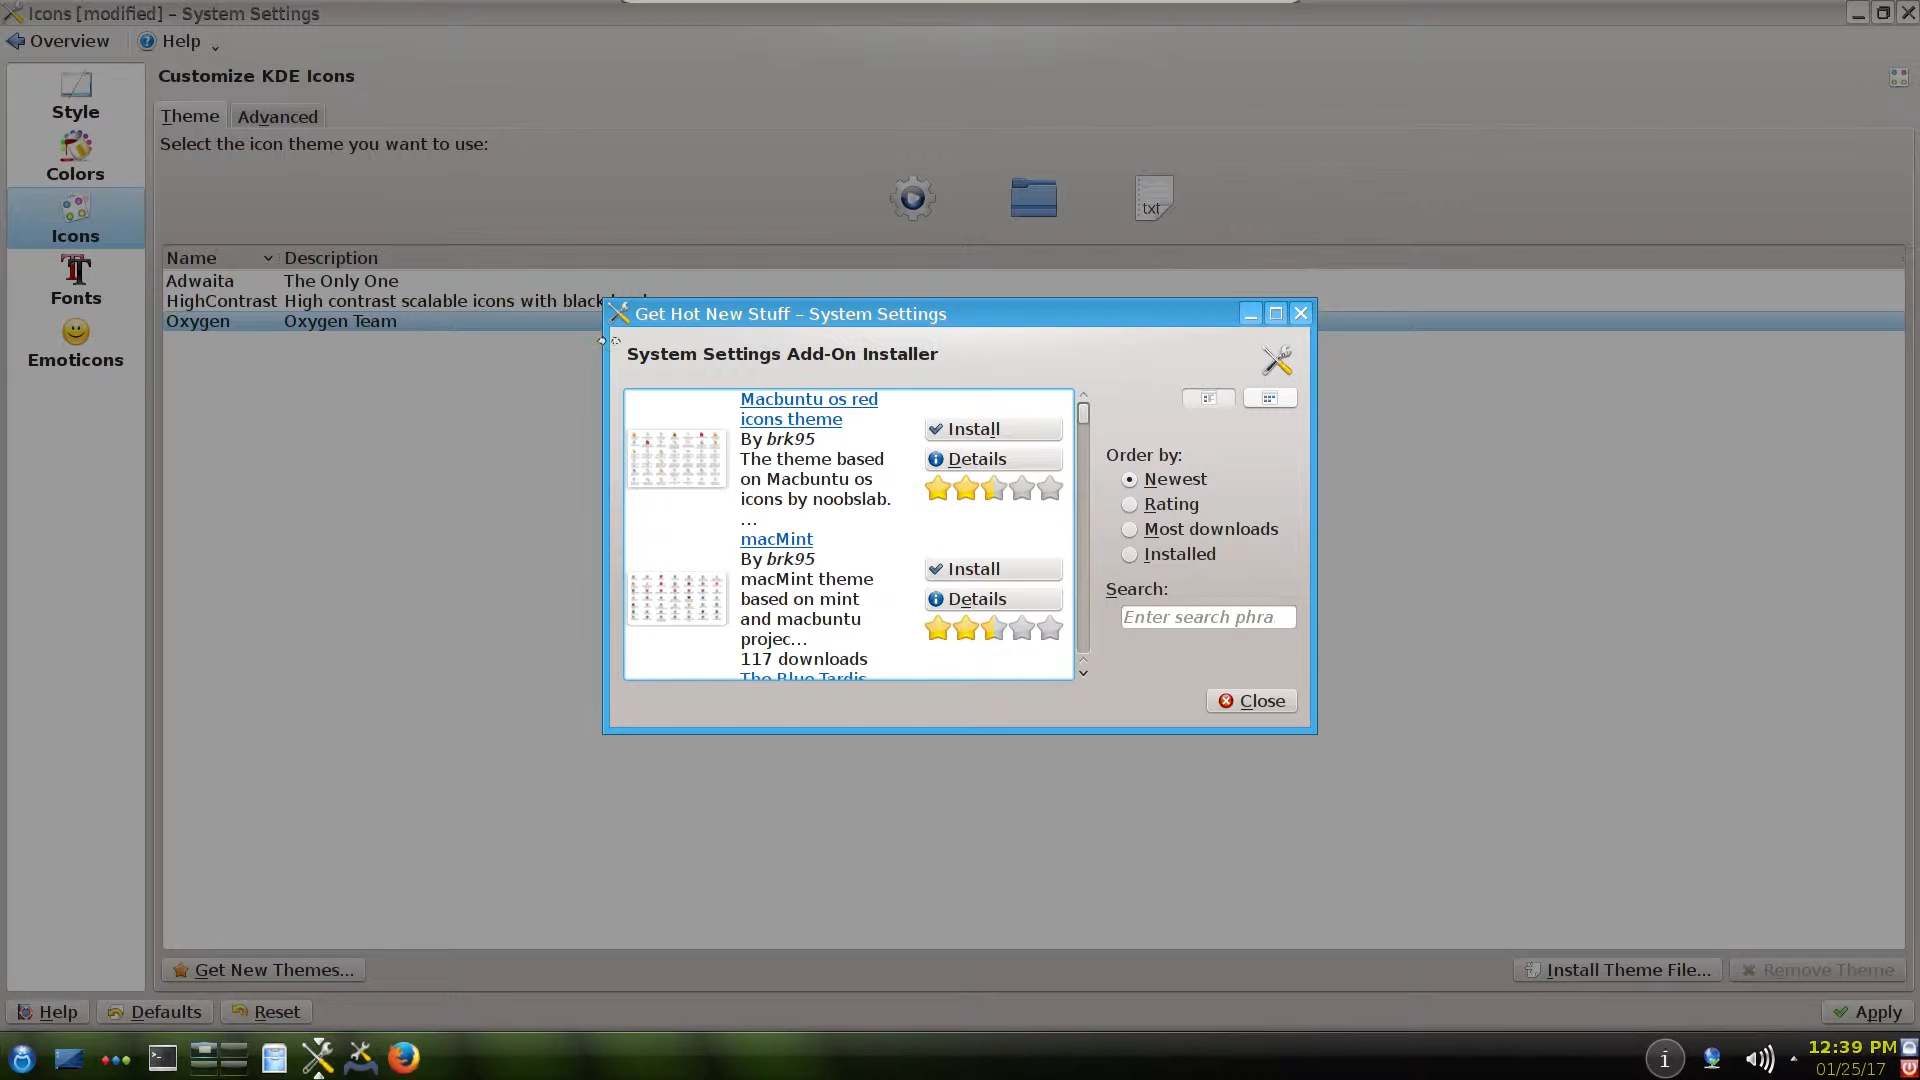 Icons [modified] – System Settings
Overview
Help
Customize KDE Icons
Style
Colors
Icons
Fonts
Emoticons
Theme
Advanced
Select the icon theme you want to use:
txt
Name
Description
Adwaita
The Only One
HighContrast
High contrast scalable icons with black
Oxygen
Oxygen Team
Get Hot New Stuff – System Settings
System Settings Add-On Installer
Macbuntu os red
icons theme
By brk95
The theme based
on Macbuntu os
icons by noobslab.
...
Install
Details
macMint
By brk95
macMint theme
based on mint
and macbuntu
projec...
117 downloads
Install
Details
The Blue Tardis
Order by:
Newest
Rating
Most downloads
Installed
Search:
Enter search phra
Close
Get New Themes...
Install Theme File...
Remove Theme
Help
Defaults
Reset
Apply
12:39 PM
01/25/17